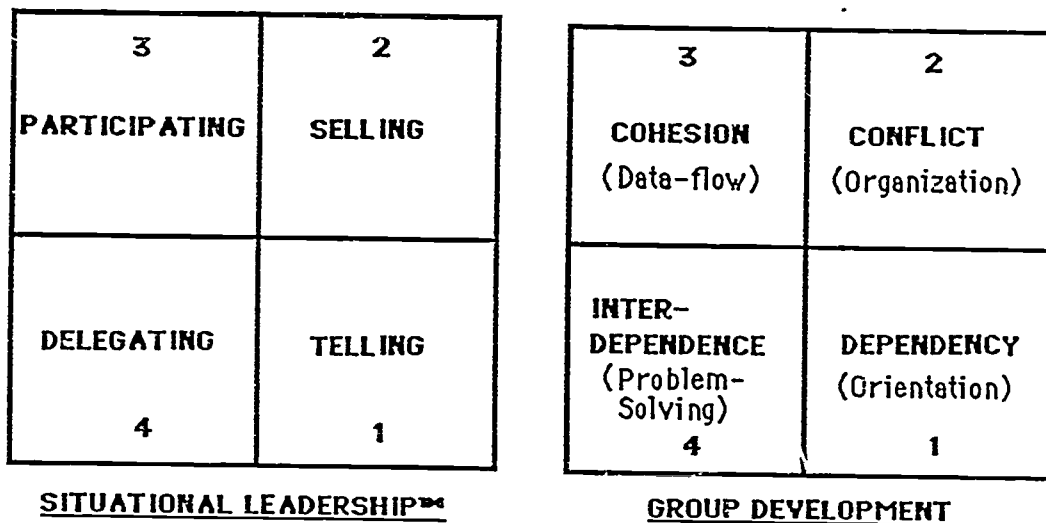 3
2
PARTICIPATING
SELLING
DELEGATING
TELLING
4
1
SITUATIONAL LEADERSHIP™
3
2
COHESION
(Data-flow)
CONFLICT
(Organization)
INTER-
DEPENDENCE
(Problem-
Solving)
DEPENDENCY
(Orientation)
4
1
GROUP DEVELOPMENT